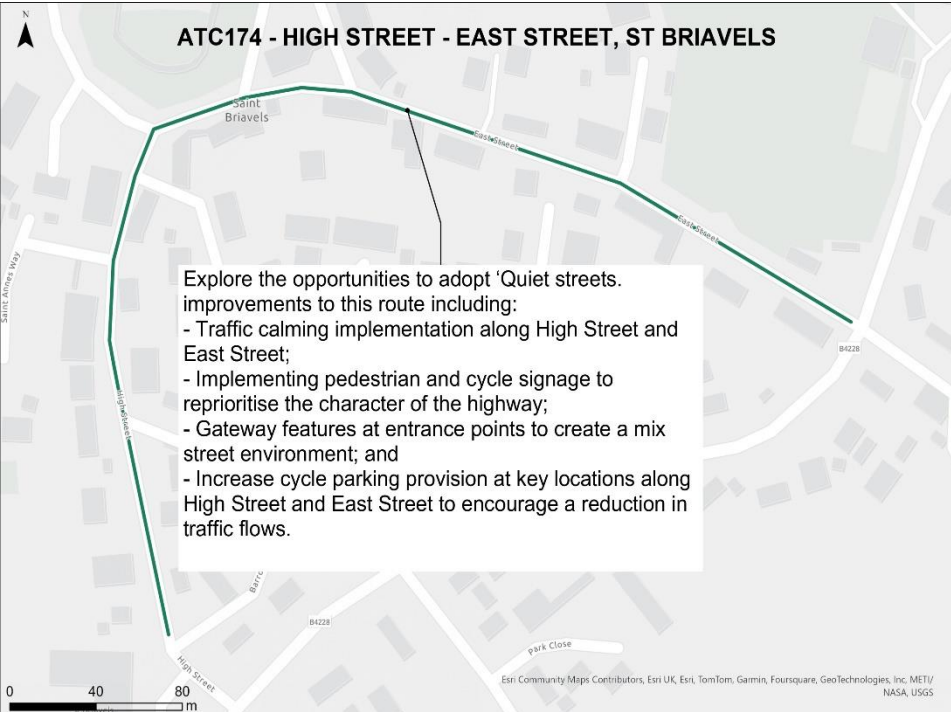 N
ATC174 - HIGH STREET - EAST STREET, ST BRIAVELS
Saint
Briavels
East Street
East Street
Saint Annes Way
B4228
High Street
Explore the opportunities to adopt ‘Quiet streets.
improvements to this route including:
- Traffic calming implementation along High Street and
East Street;
- Implementing pedestrian and cycle signage to
reprioritise the character of the highway;
- Gateway features at entrance points to create a mix
street environment; and
- Increase cycle parking provision at key locations along
High Street and East Street to encourage a reduction in
traffic flows.
B4228
Park Close
High Street
Esri Community Maps Contributors, Esri UK, Esri, TomTom, Garmin, Foursquare, GeoTechnologies, Inc, METI/
NASA, USGS
0 40 80
m